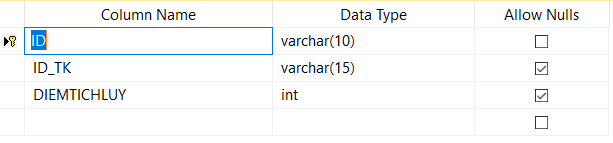 Column Name Data Type Allow Nulls
ID varchar(10)
ID_TK varchar(15)
DIEMTICHLUY int